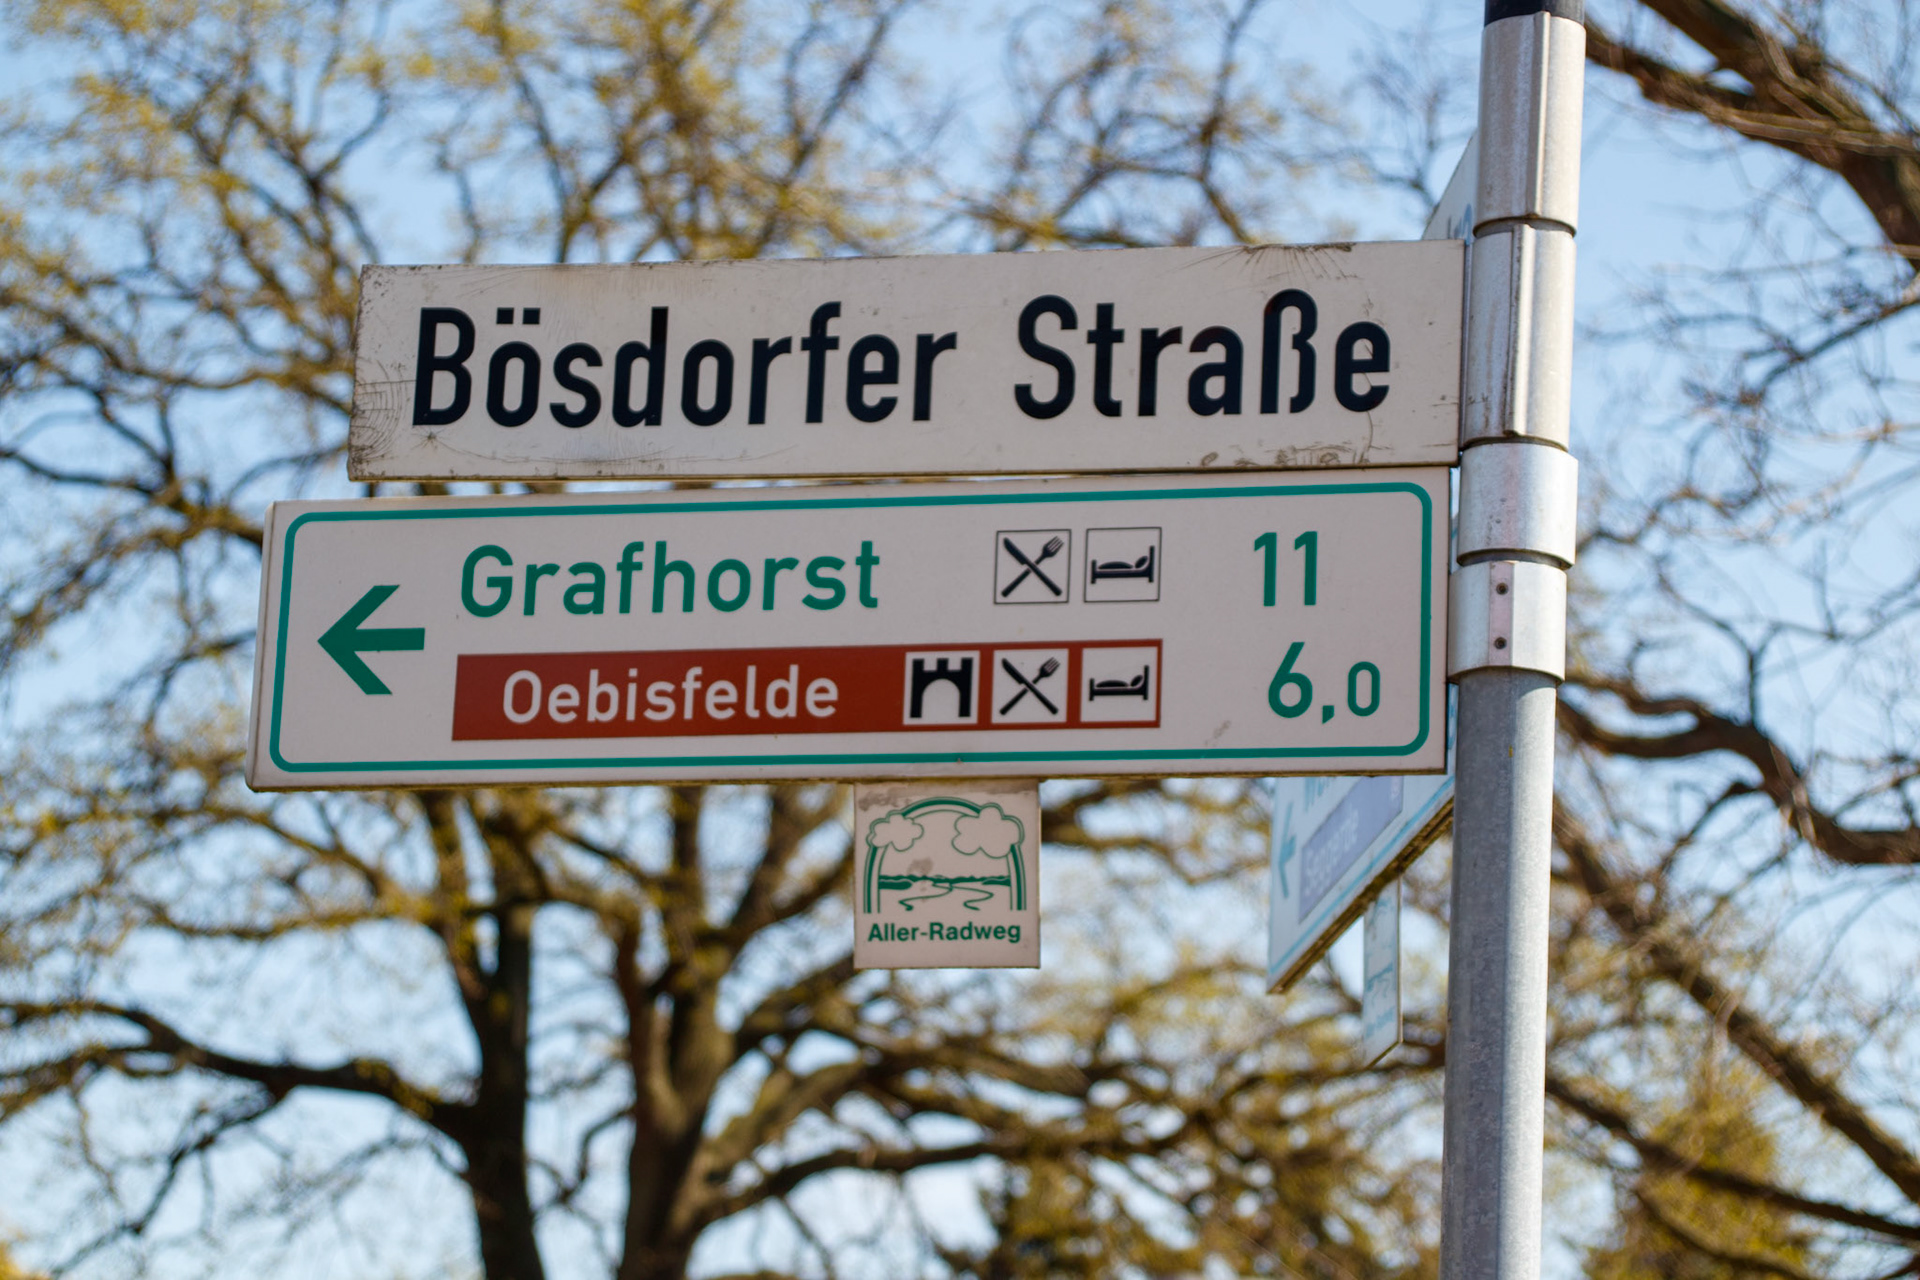 Bösdorfer Straße
Grafhorst 11
Oebisfelde 6,0
Aller-Radweg